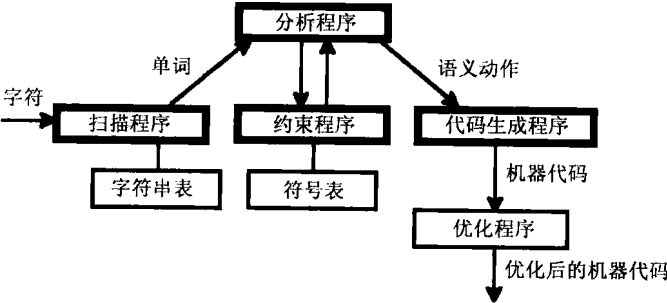 分析程序
单词
语义动作
字符
扫描程序
约束程序
代码生成程序
字符串表
符号表
机器代码
优化程序
优化后的机器代码